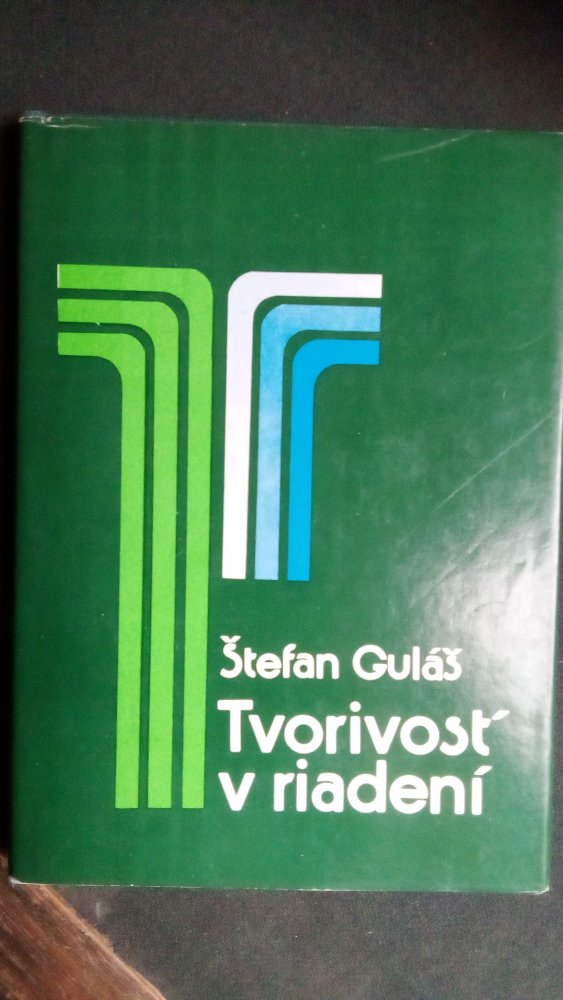 Štefan Guláš
Tvorivosť
v riadení